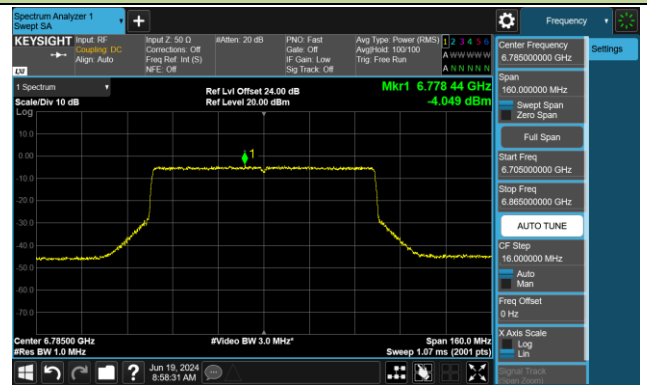 Spectrum Analyzer 1
Swept SA
Frequency
KEYSIGHT
Input: RF
Coupling: DC
Align: Auto
Input Z: 50 Ω
Corrections: Off
Freq Ref: Int (S)
NFE: Off
#Atten: 20 dB
PNO: Fast
Gate: Off
IF Gain: Low
Sig Track: Off
Avg Type: Power (RMS)
Avg|Hold: 100/100
Trig: Free Run
1 2 3 4 5 6
A W W W W W
A N N N N N
LXI
Center Frequency
6.785000000 GHz
Settings
1 Spectrum
Scale/Div 10 dB
Log
Ref Lvl Offset 24.00 dB
Ref Level 20.00 dBm
Mkr1 6.778 44 GHz
-4.049 dBm
Span
160.000000 MHz
Swept Span
Zero Span
Full Span
Start Freq
6.705000000 GHz
Stop Freq
6.865000000 GHz
AUTO TUNE
CF Step
16.000000 MHz
Auto
Man
Freq Offset
0 Hz
X Axis Scale
Log
Lin
Signal Track
(Span Zoom)
10.0
0.00
-10.0
-20.0
-30.0
-40.0
-50.0
-60.0
-70.0
1
Center 6.78500 GHz
#Res BW 1.0 MHz
#Video BW 3.0 MHz*
Span 160.0 MHz
Sweep 1.07 ms (2001 pts)
?
Jun 19, 2024
8:58:31 AM